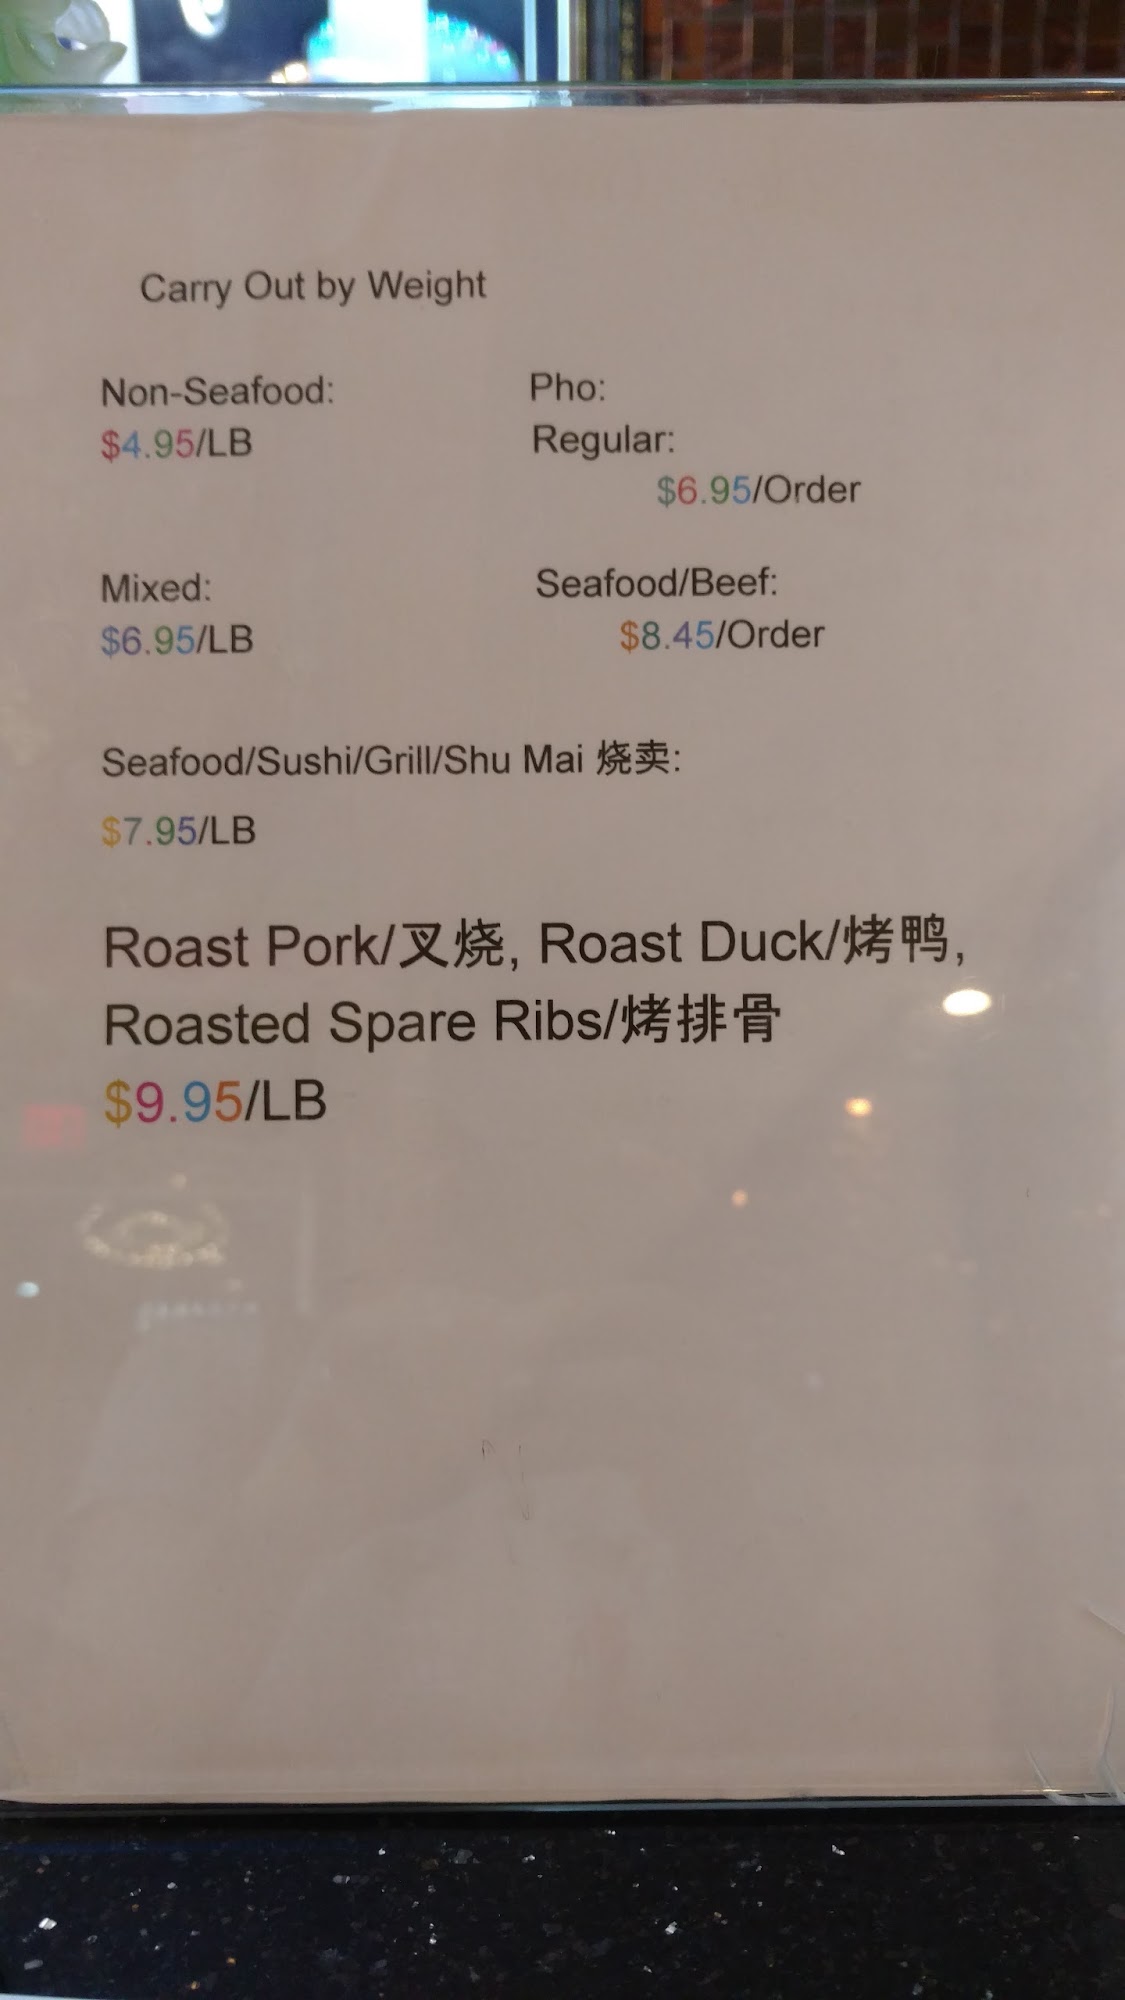 Carry Out by Weight
Non-Seafood:
$4.95/LB
Pho:
Regular:
$6.95/Order
Mixed:
$6.95/LB
Seafood/Beef:
$8.45/Order
Seafood/Sushi/Grill/Shu Mai 烧卖:
$7.95/LB
Roast Pork/叉烧, Roast Duck/烤鸭,
Roasted Spare Ribs/烤排骨
$9.95/LB